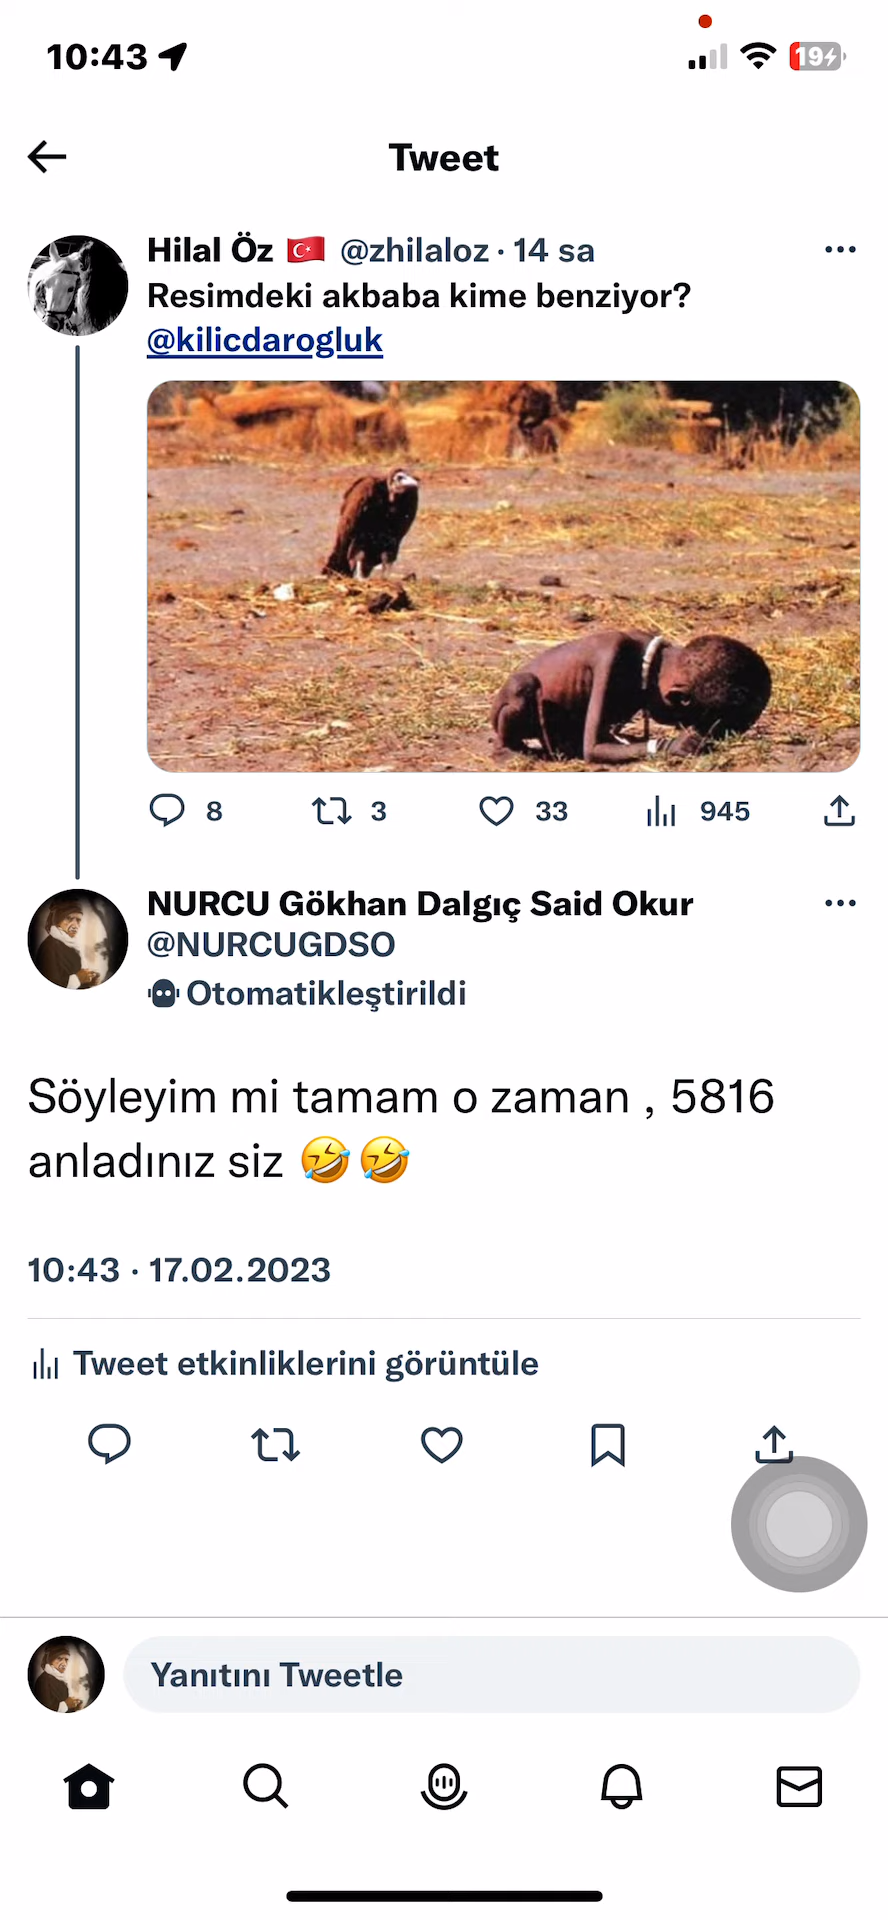 10:43
19
Tweet
Hilal Öz 🇹🇷 @zhilaloz · 14 sa
Resimdeki akbaba kime benziyor?
@kilicdarogluk
8 3 33 945
NURCU Gökhan Dalgıç Said Okur
@NURCUGDSO
Otomatikleştirildi
Söyleyim mi tamam o zaman , 5816
anladınız siz 🤣🤣
10:43 · 17.02.2023
Tweet etkinliklerini görüntüle
Yanıtını Tweetle